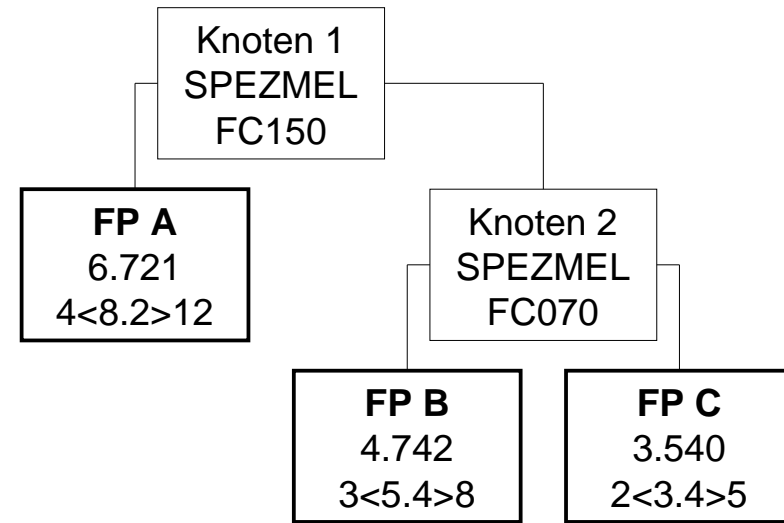 Knoten 1
SPEZMEL
FC150
FP A
6.721
4<8.2>12
Knoten 2
SPEZMEL
FC070
FP B
4.742
3<5.4>8
FP C
3.540
2<3.4>5